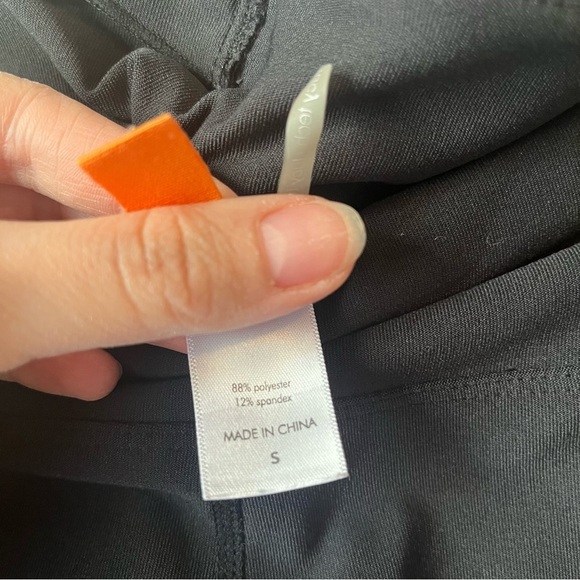 88% polyester
12% spandex
MADE IN CHINA
S